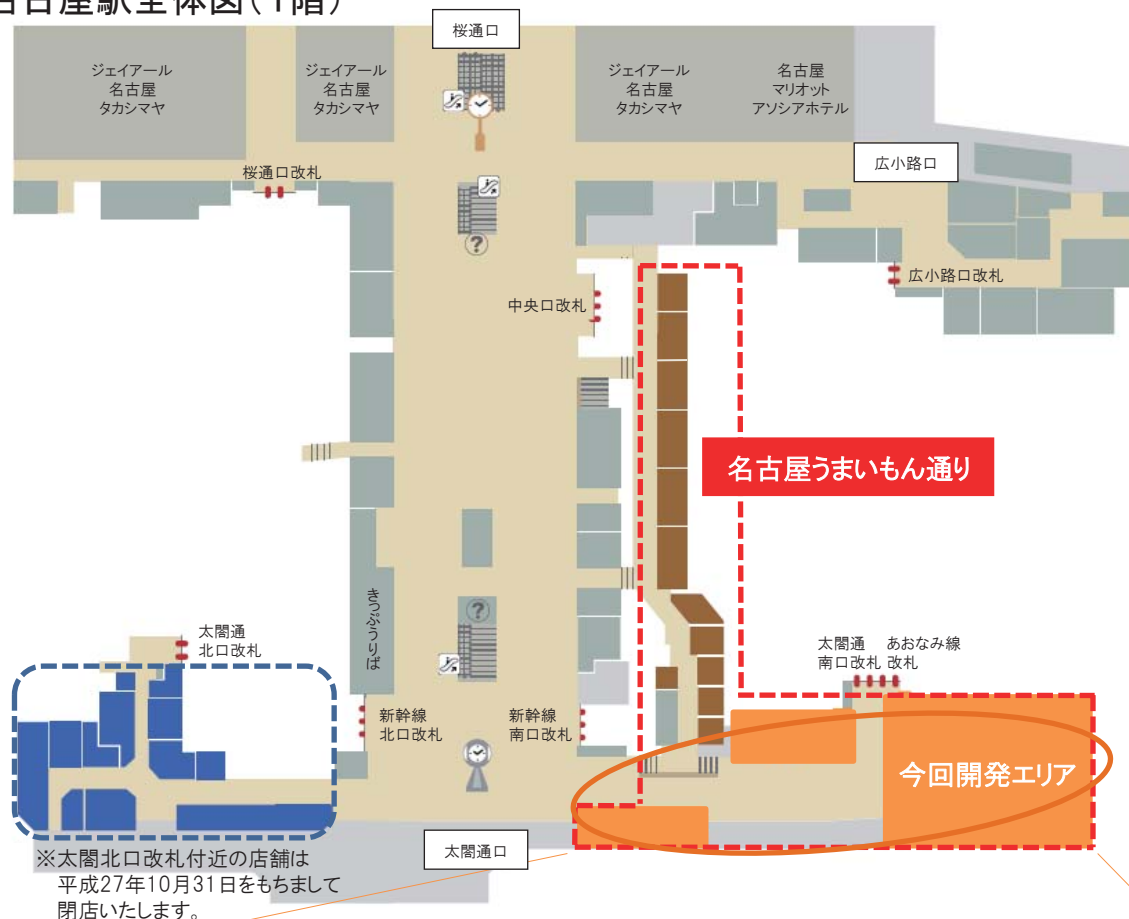 名古屋駅全体図(1階)
桜通口
ジェイアール
名古屋
タカシマヤ
ジェイアール
名古屋
タカシマヤ
ジェイアール
名古屋
タカシマヤ
名古屋
マリオット
アソシアホテル
桜通口改札
広小路口
?
広小路口改札
中央口改札
名古屋うまいもん通り
きっぷうりば
?
太閤通
北口改札
太閤通
南口改札
あおなみ線
改札
新幹線
北口改札
新幹線
南口改札
今回開発エリア
太閤通口
※太閤北口改札付近の店舗は
平成27年10月31日をもちまして
閉店いたします。